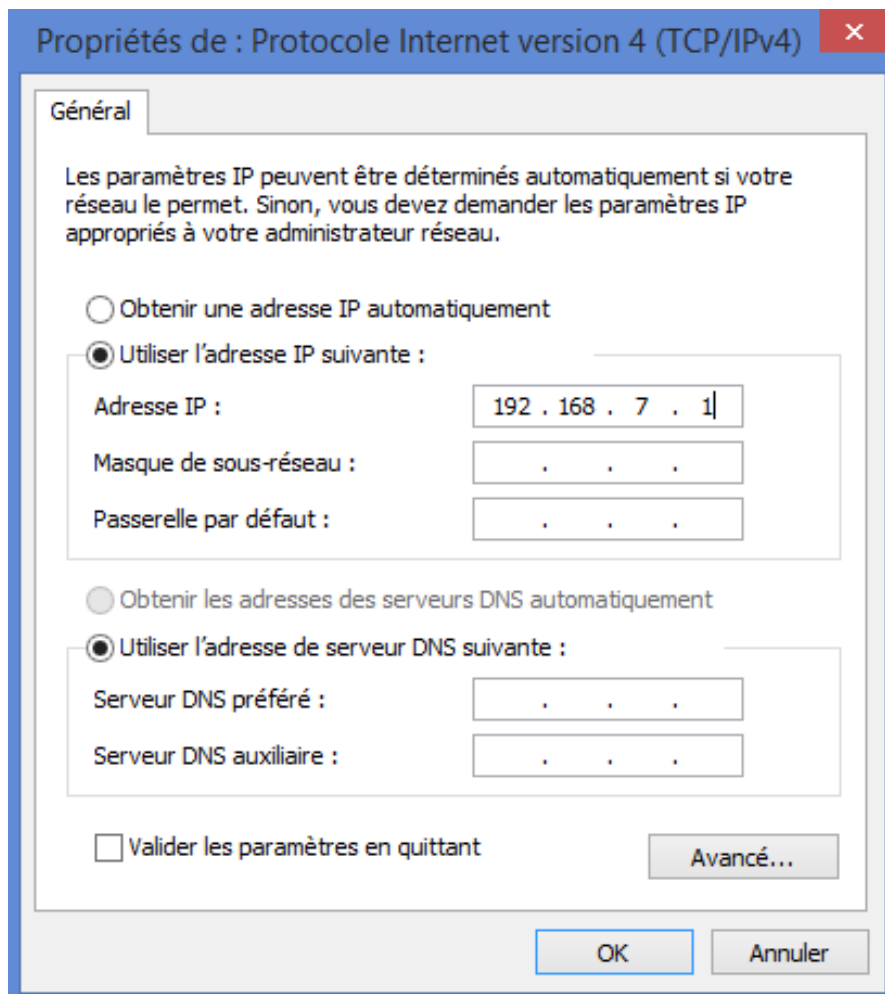 Propriétés de : Protocole Internet version 4 (TCP/IPv4)
Général
Les paramètres IP peuvent être déterminés automatiquement si votre
réseau le permet. Sinon, vous devez demander les paramètres IP
appropriés à votre administrateur réseau.
Obtenir une adresse IP automatiquement
Utiliser l'adresse IP suivante :
Adresse IP : 192 . 168 . 7 . 1
Masque de sous-réseau : . . .
Passerelle par défaut : . . .
Obtenir les adresses des serveurs DNS automatiquement
Utiliser l'adresse de serveur DNS suivante :
Serveur DNS préféré : . . .
Serveur DNS auxiliaire : . . .
Valider les paramètres en quittant
Avancé...
OK Annuler